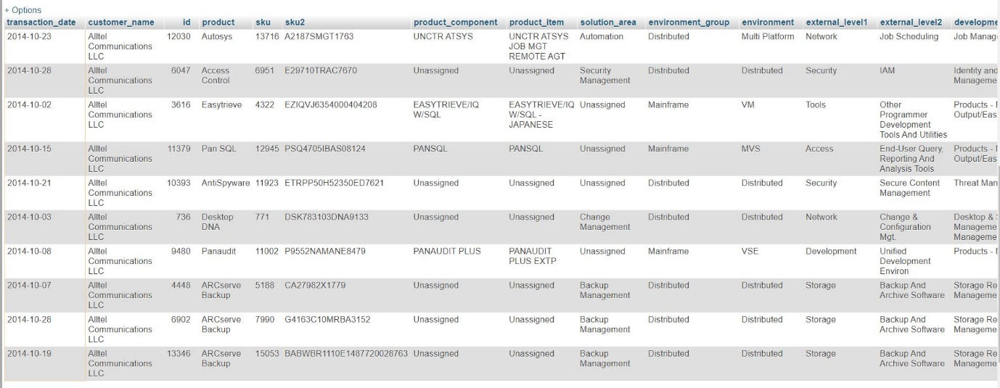 + Options
transaction_date customer_name id product sku sku2 product_component product_item solution_area environment_group environment external_level1 external_level2 developme
2014-10-23 Alltel Communications LLC 12030 Autosys 13716 A2187SMGT1763 UNCTR ATSYS UNCTR ATSYS JOB MGT REMOTE AGT Automation Distributed Multi Platform Network Job Scheduling Job Manag
2014-10-28 Alltel Communications LLC 6047 Access Control 6951 E29710TRAC7670 Unassigned Unassigned Security Management Distributed Distributed Security IAM Identity and Manageme
2014-10-02 Alltel Communications LLC 3616 Easytrieve 4322 EZIQVJ6354000404208 EASYTRIEVE/IQ W/SQL EASYTRIEVE/IQ W/SQL - JAPANESE Unassigned Mainframe VM Tools Other Programmer Development Tools And Utilities Products - Output/Eas
2014-10-15 Alltel Communications LLC 11379 Pan SQL 12945 PSQ4705IBAS08124 PANSQL PANSQL Unassigned Mainframe MVS Access End-User Query, Reporting And Analysis Tools Products - Output/Eas
2014-10-21 Alltel Communications LLC 10393 AntiSpyware 11923 ETRPP50H52350ED7621 Unassigned Unassigned Unassigned Distributed Distributed Security Secure Content Management Threat Man
2014-10-03 Alltel Communications LLC 736 Desktop DNA 771 DSK783103DNA9133 Unassigned Unassigned Change Management Distributed Distributed Network Change & Configuration Mgt. Desktop & Manageme Manageme
2014-10-08 Alltel Communications LLC 9480 Panaudit 11002 P9552NAMANE8479 PANAUDIT PLUS PANAUDIT PLUS EXTP Unassigned Mainframe VSE Development Unified Development Environ Products -
2014-10-07 Alltel Communications LLC 4448 ARCserve Backup 5188 CA27982X1779 Unassigned Unassigned Backup Management Distributed Distributed Storage Backup And Archive Software Storage Re Manageme
2014-10-28 Alltel Communications LLC 6902 ARCserve Backup 7990 G4163C10MRBA3152 Unassigned Unassigned Backup Management Distributed Distributed Storage Backup And Archive Software Storage Re Manageme
2014-10-19 Alltel Communications LLC 13346 ARCserve Backup 15053 BABWBR1110E1487720028763 Unassigned Unassigned Backup Management Distributed Distributed Storage Backup And Archive Software Storage Re Manageme